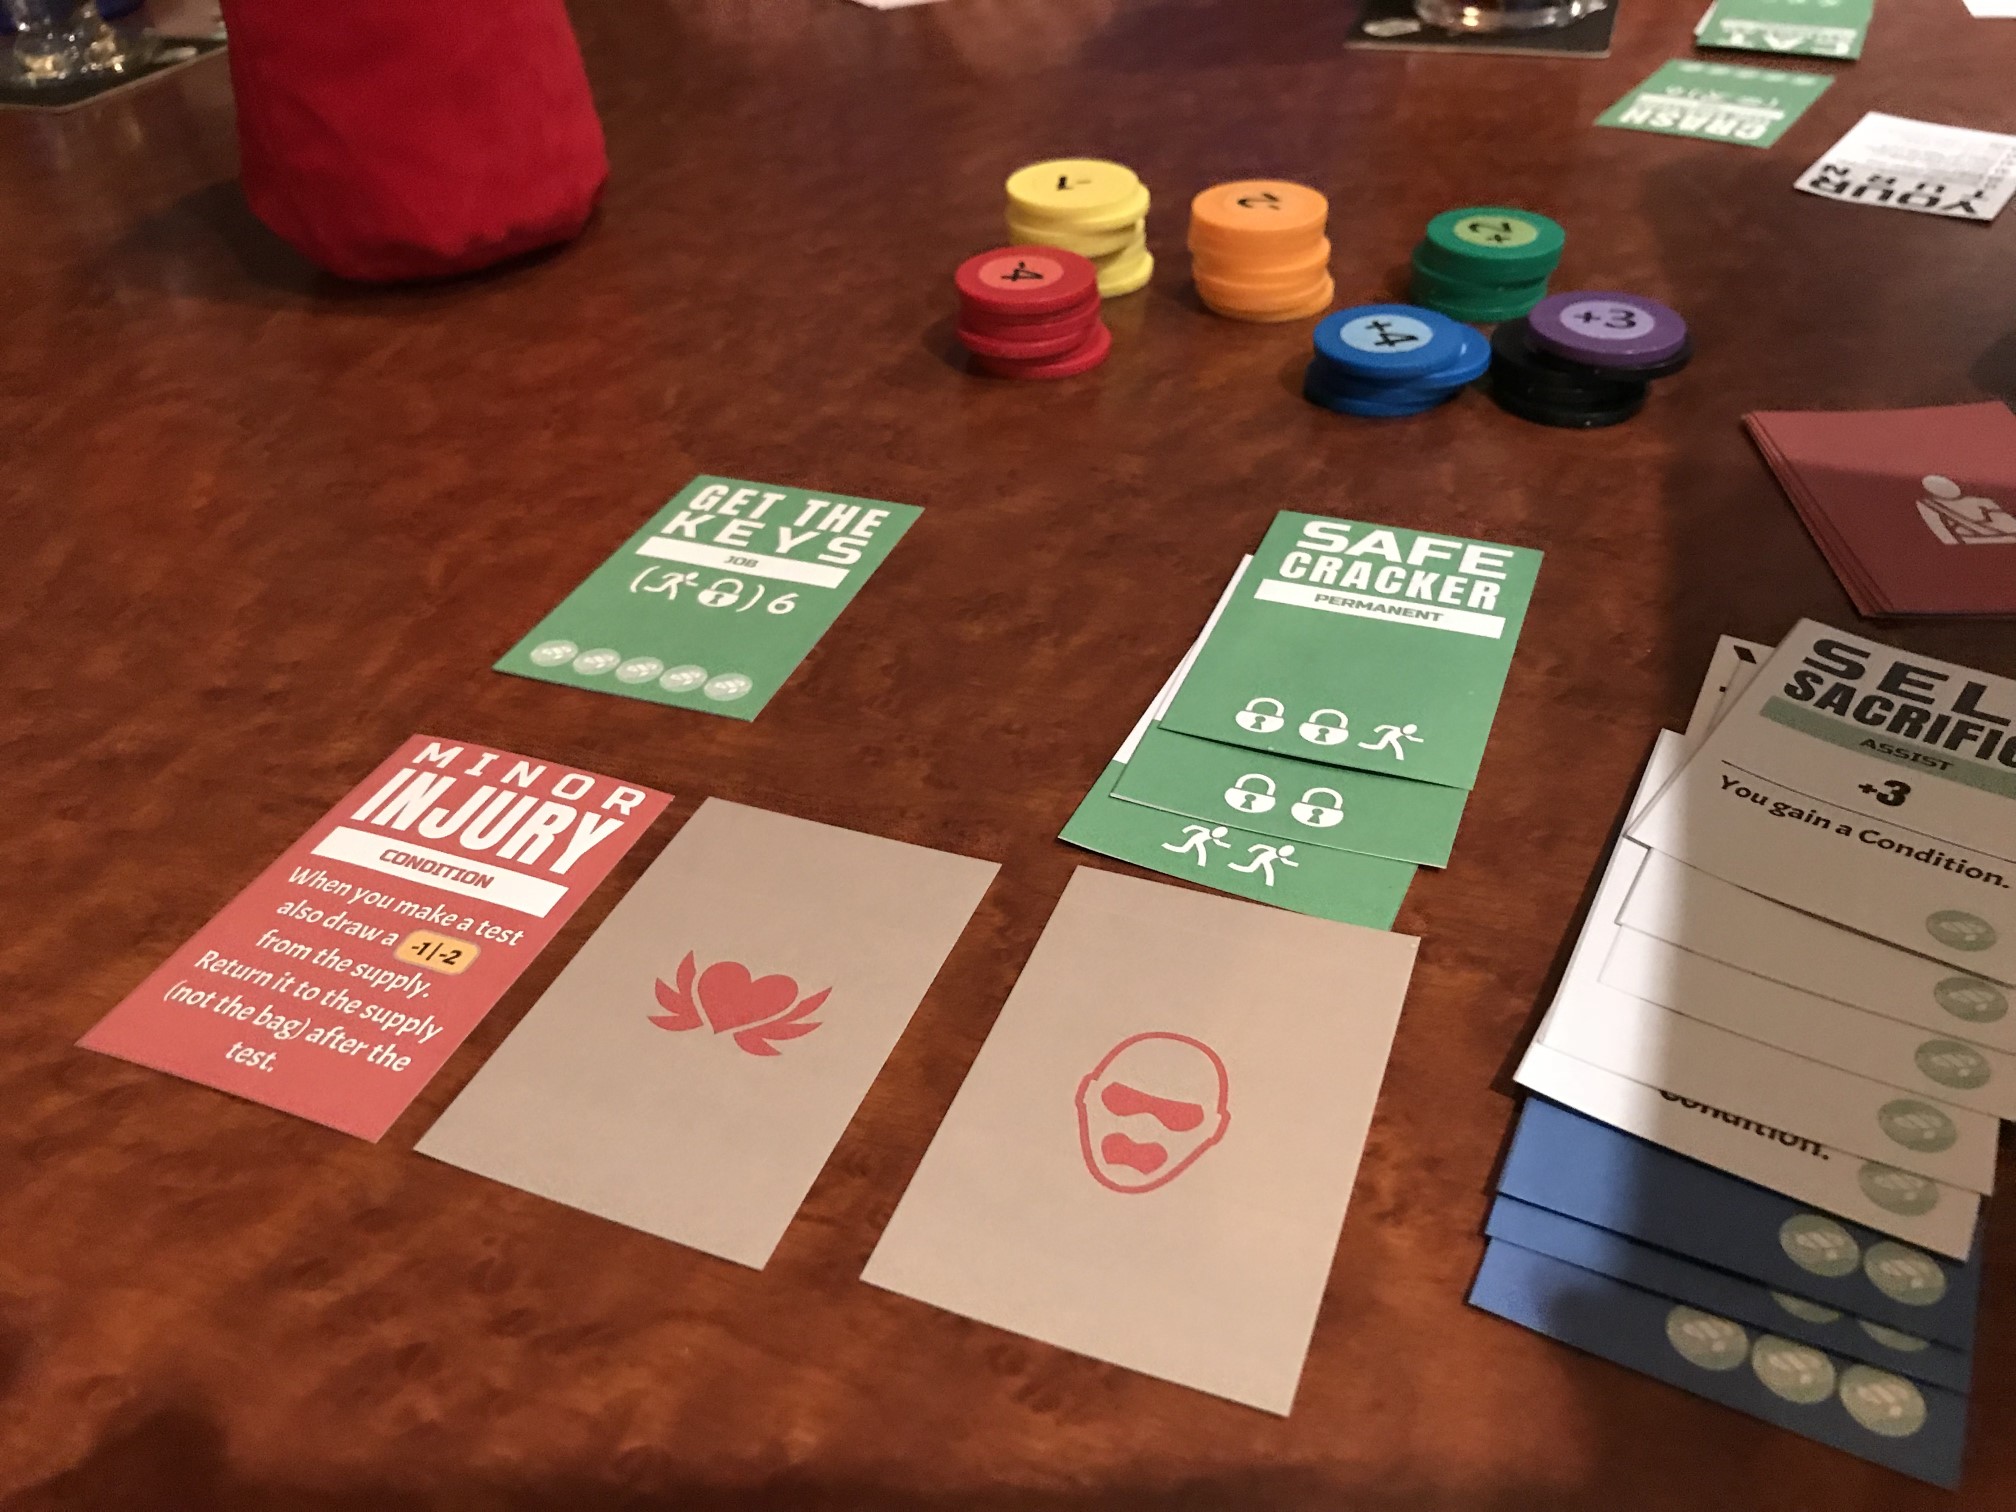 -1
2
+2
-4
+4
+3
CRASH
YOUR
TURN
GET THE
KEYS
JOB
( ) 6
SAFE
CRACKER
PERMANENT
MINOR
INJURY
CONDITION
When you make a test
also draw a -1|-2
from the supply.
Return it to the supply
(not the bag) after the
test.
SEL
SACRIFIC
ASSIST
+3
You gain a Condition.
Condition.